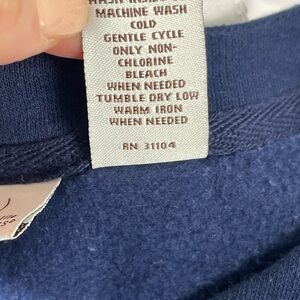 MACHINE WASH
COLD
GENTLE CYCLE
ONLY NON-
CHLORINE
BLEACH
WHEN NEEDED
TUMBLE DRY LOW
WARM IRON
WHEN NEEDED
RN 31104